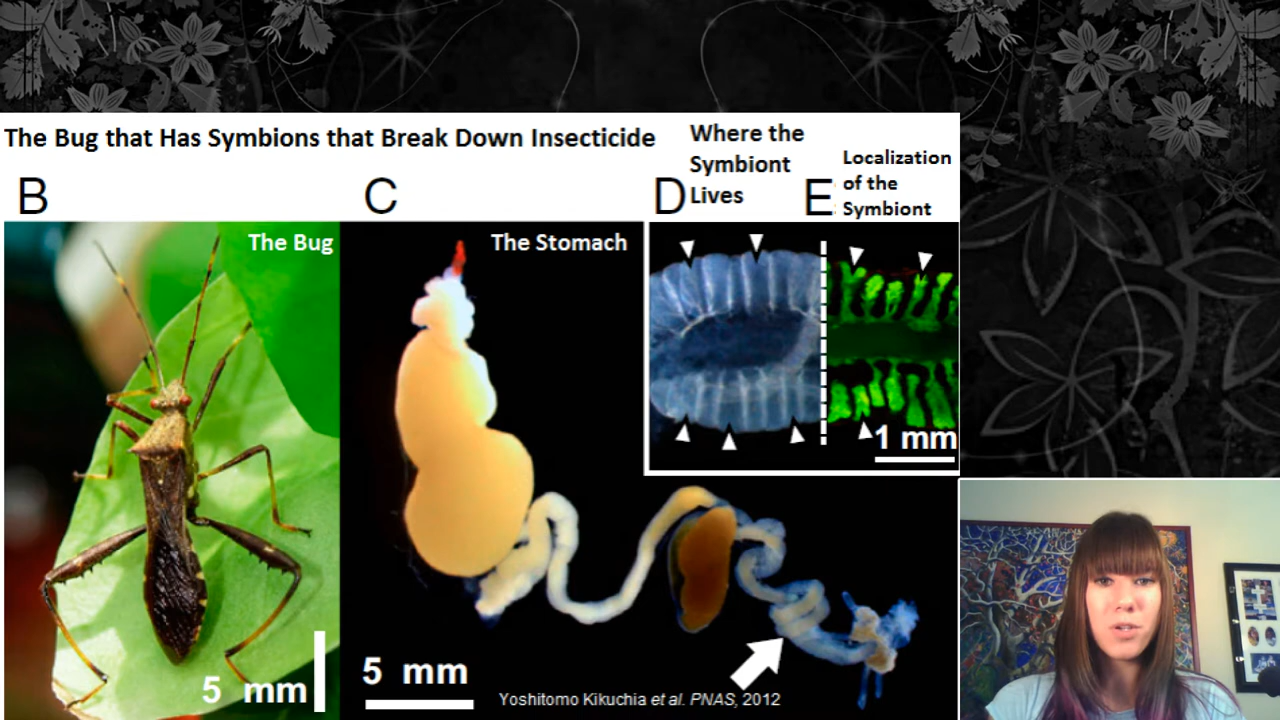 The Bug that Has Symbions that Break Down Insecticide
Where the
Symbiont
Lives
Localization
of the
Symbiont
B
C
D
E
The Bug
The Stomach
1 mm
5 mm
5 mm
Yoshitomo Kikuchia et al. PNAS, 2012